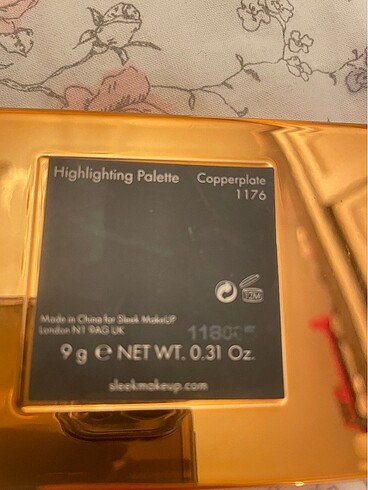 Highlighting Palette Copperplate
1176
12M
Made in China for Sleek MakeUP
London N1 9AG UK
9 g e NET WT. 0.31 Oz.
sleekmakeup.com